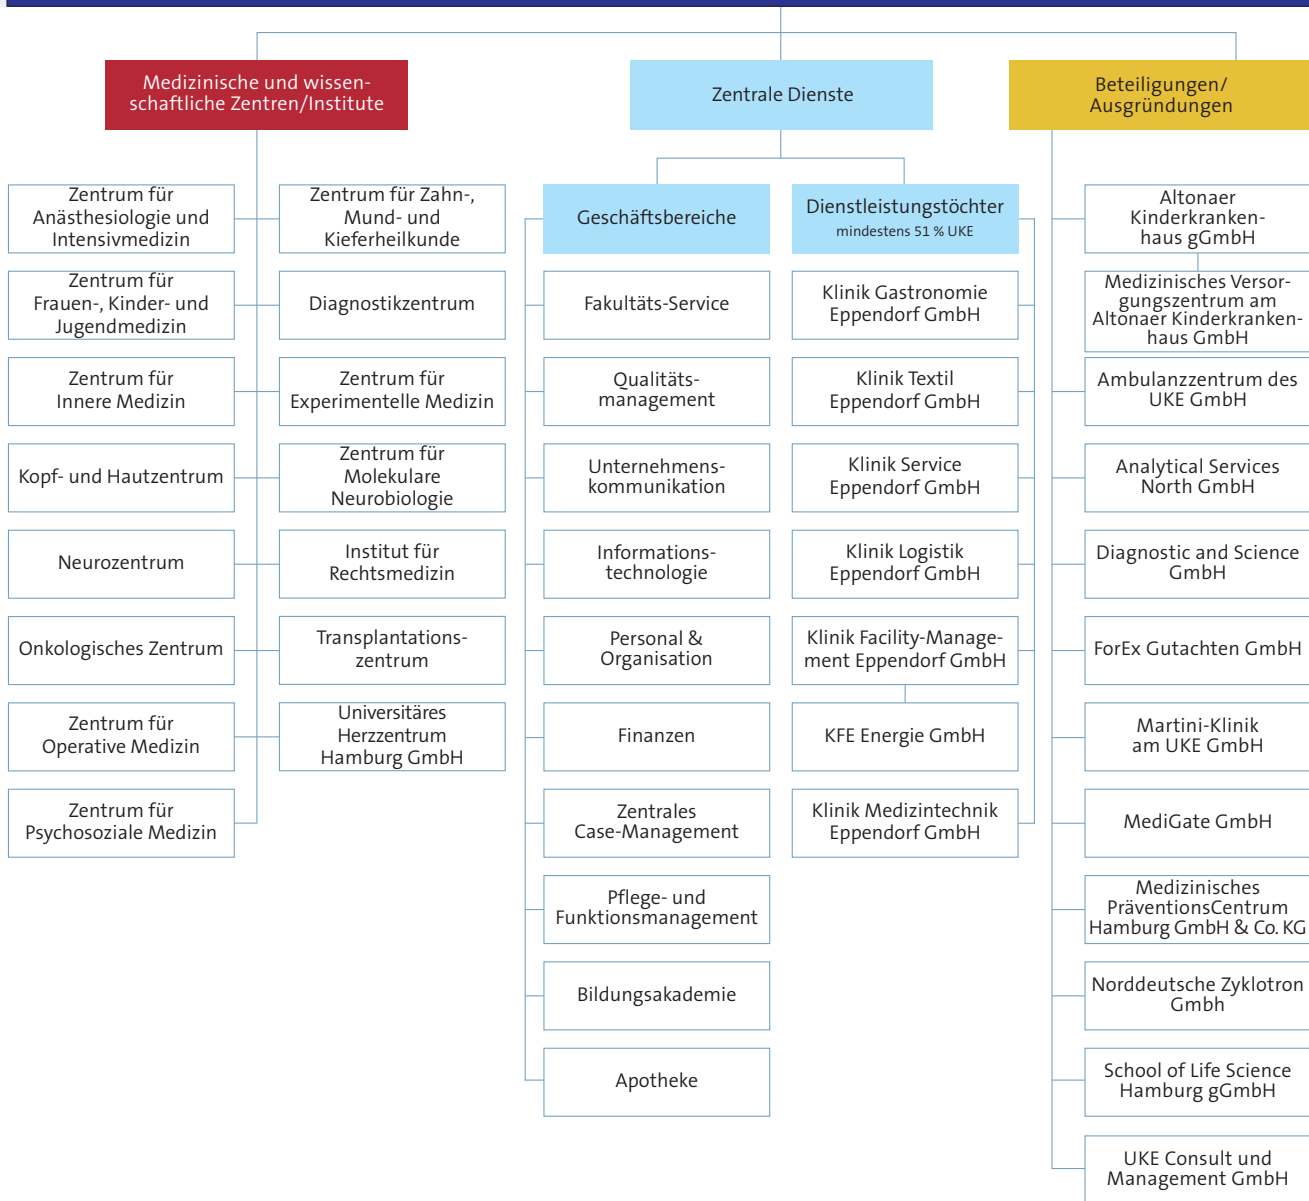 Medizinische und wissen-
schaftliche Zentren/Institute
Zentrale Dienste
Beteiligungen/
Ausgründungen
Zentrum für
Anästhesiologie und
Intensivmedizin
Zentrum für
Frauen-, Kinder- und
Jugendmedizin
Zentrum für
Innere Medizin
Kopf- und Hautzentrum
Neurozentrum
Onkologisches Zentrum
Zentrum für
Operative Medizin
Zentrum für
Psychosoziale Medizin
Zentrum für Zahn-,
Mund- und
Kieferheilkunde
Diagnostikzentrum
Zentrum für
Experimentelle Medizin
Zentrum für
Molekulare
Neurobiologie
Institut für
Rechtsmedizin
Transplantations-
zentrum
Universitäres
Herzzentrum
Hamburg GmbH
Geschäftsbereiche
Fakultäts-Service
Qualitäts-
management
Unternehmens-
kommunikation
Informations-
technologie
Personal &
Organisation
Finanzen
Zentrales
Case-Management
Pflege- und
Funktionsmanagement
Bildungsakademie
Apotheke
Dienstleistungstöchter
mindestens 51 % UKE
Klinik Gastronomie
Eppendorf GmbH
Klinik Textil
Eppendorf GmbH
Klinik Service
Eppendorf GmbH
Klinik Logistik
Eppendorf GmbH
Klinik Facility-Manage-
ment Eppendorf GmbH
KFE Energie GmbH
Klinik Medizintechnik
Eppendorf GmbH
Altonaer
Kinderkranken-
haus gGmbH
Medizinisches Versor-
gungszentrum am
Altonaer Kinderkranken-
haus GmbH
Ambulanzzentrum des
UKE GmbH
Analytical Services
North GmbH
Diagnostic and Science
GmbH
ForEx Gutachten GmbH
Martini-Klinik
am UKE GmbH
MediGate GmbH
Medizinisches
PräventionsCentrum
Hamburg GmbH & Co. KG
Norddeutsche Zyklotron
Gmbh
School of Life Science
Hamburg gGmbH
UKE Consult und
Management GmbH